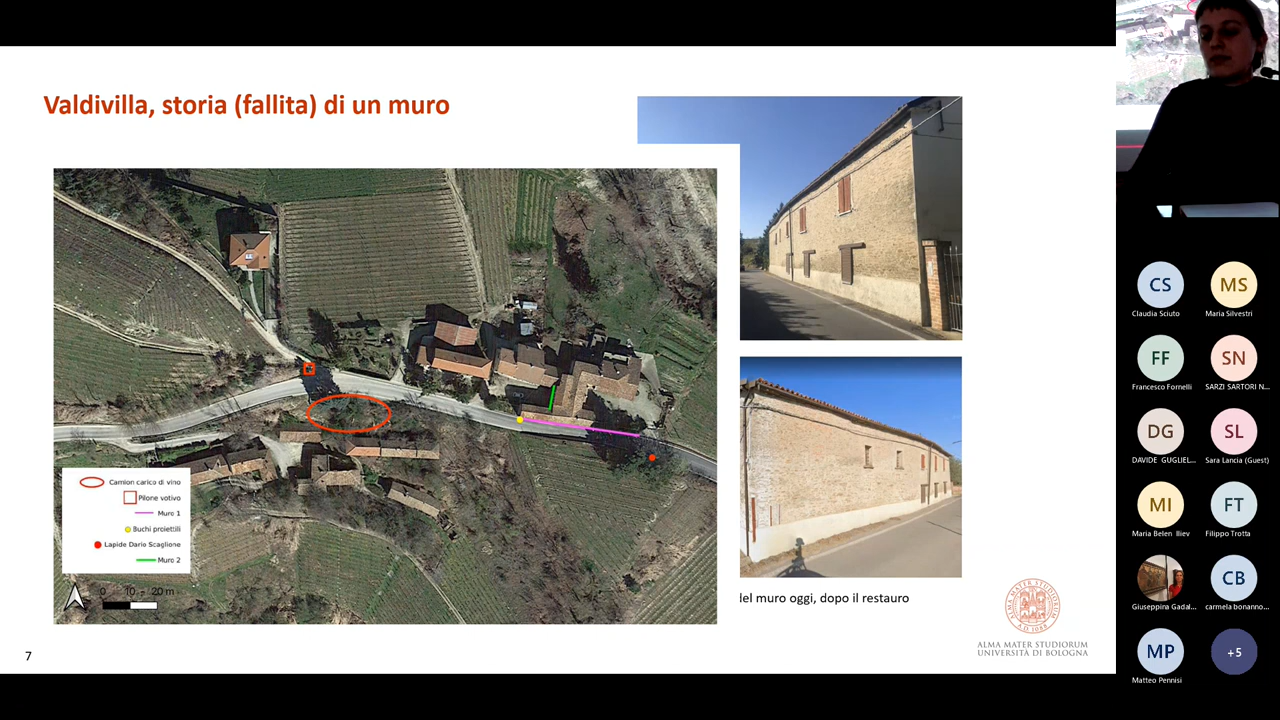 Valdivilla, storia (fallita) di un muro
Camion carico di vino
Pilone votivo
Muro 1
Buchi proiettili
Lapide Dario Scaglione
Muro 2
0 10 20 m
del muro oggi, dopo il restauro
ALMA MATER STUDIORUM
UNIVERSITÀ DI BOLOGNA
7
CS
Claudia Sciuto
MS
Maria Silvestri
FF
Francesco Fornelli
SN
SARZI SARTORI N...
DG
DAVIDE GUGLIEL...
SL
Sara Lancia (Guest)
MI
Maria Belen Iliev
FT
Filippo Trotta
Giuseppina Gadal...
CB
carmela bonanno...
MP
Matteo Pennisi
+5